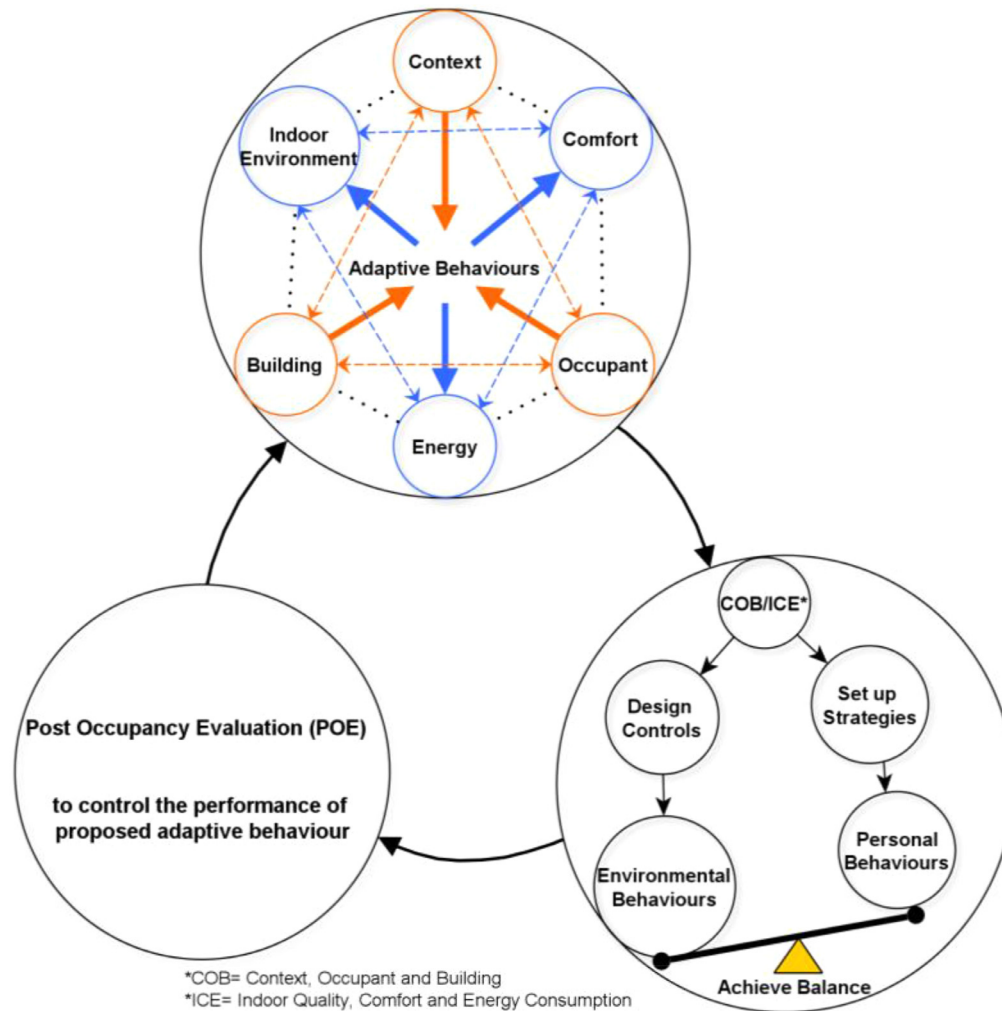 Context
Indoor
Environment
Comfort
Adaptive Behaviours
Building
Occupant
Energy
COB/ICE*
Design
Controls
Set up
Strategies
Environmental
Behaviours
Personal
Behaviours
Achieve Balance
Post Occupancy Evaluation (POE)
to control the performance of
proposed adaptive behaviour
*COB= Context, Occupant and Building
*ICE= Indoor Quality, Comfort and Energy Consumption